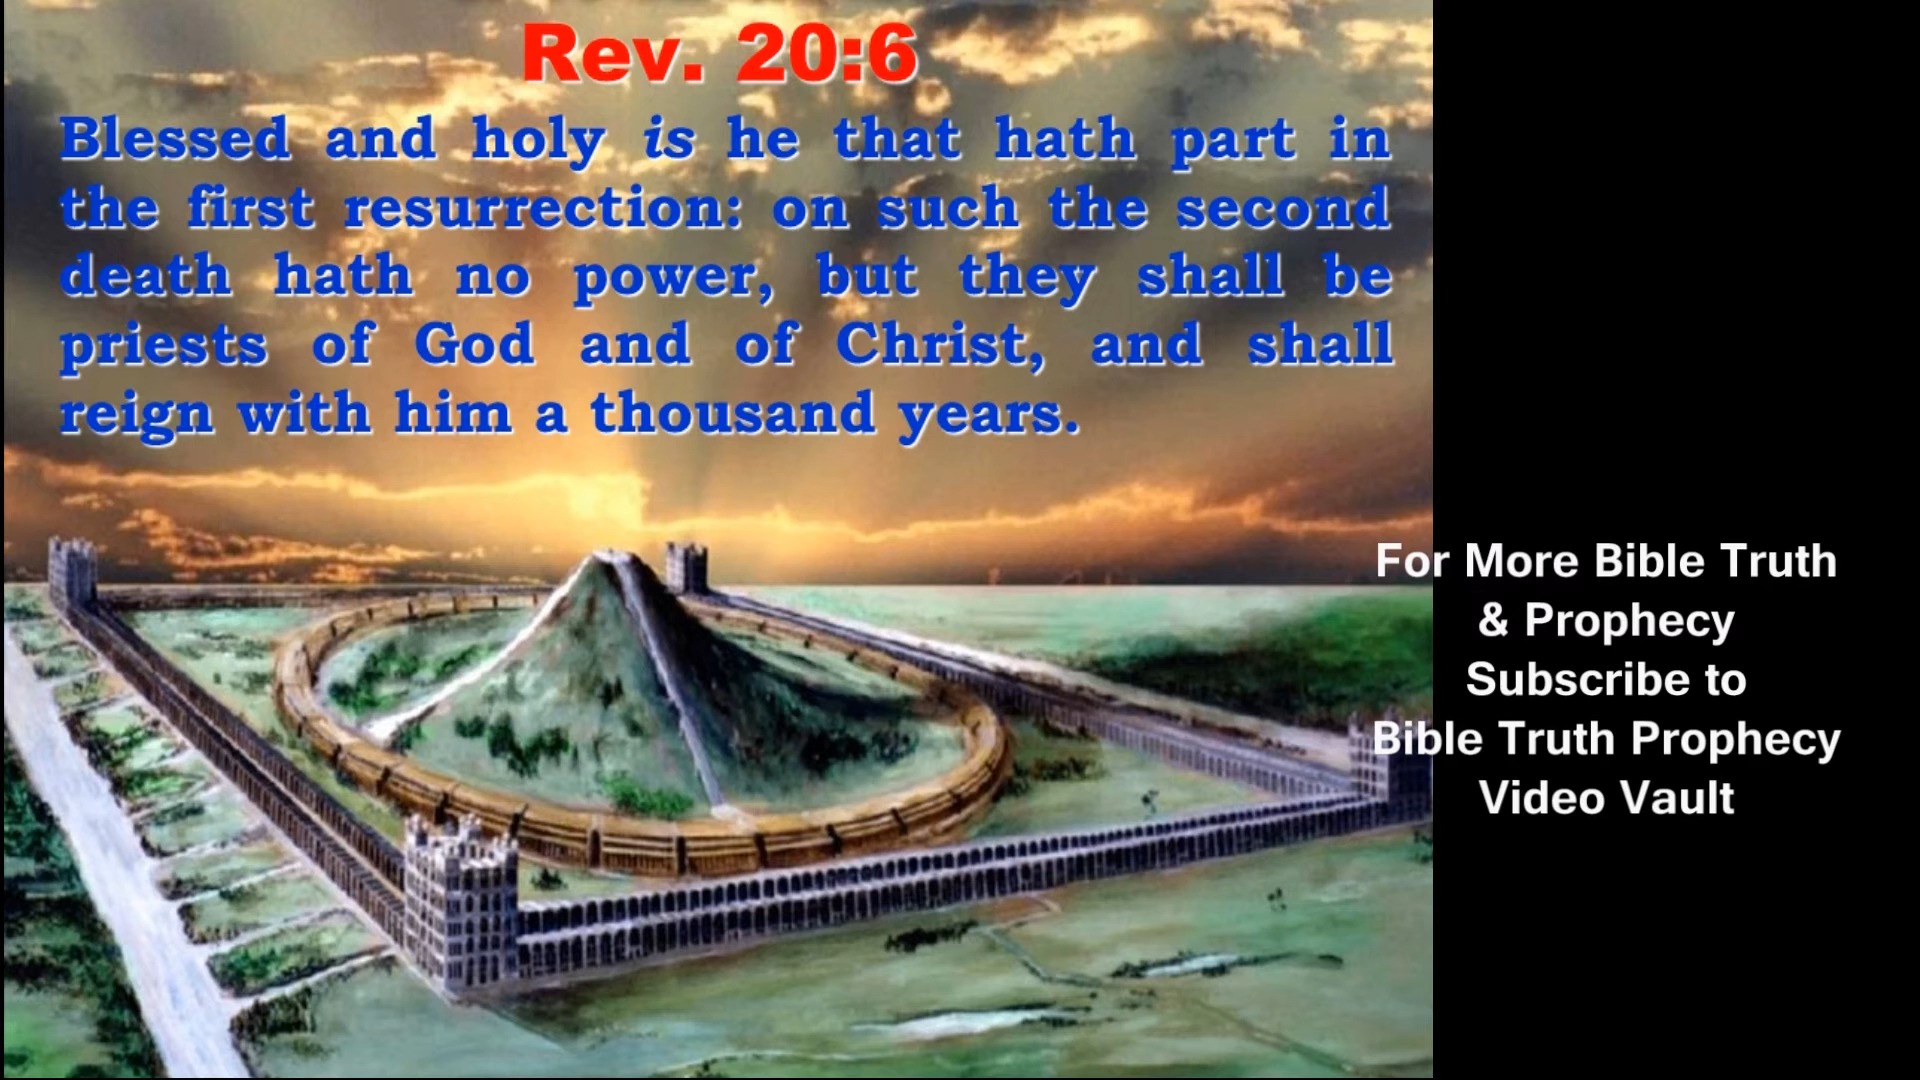 Rev. 20:6
Blessed and holy is he that hath part in
the first resurrection: on such the second
death hath no power, but they shall be
priests of God and of Christ, and shall
reign with him a thousand years.
For More Bible Truth
& Prophecy
Subscribe to
Bible Truth Prophecy
Video Vault